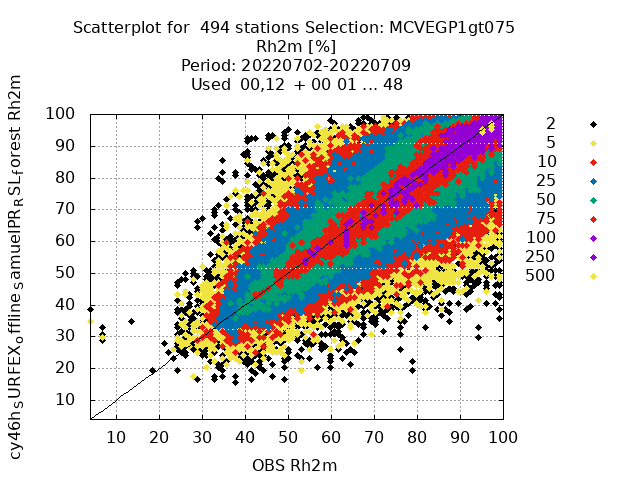 Scatterplot for 494 stations Selection: MCVEGP1gt075
Rh2m [%]
Period: 20220702-20220709
Used 00,12 + 00 01 ... 48
cy46h_SURFEX_offline_samuelPR_RSL_forest Rh2m
100
90
80
70
60
50
40
30
20
10
10 20 30 40 50 60 70 80 90 100
OBS Rh2m
2
5
10
25
50
75
100
250
500